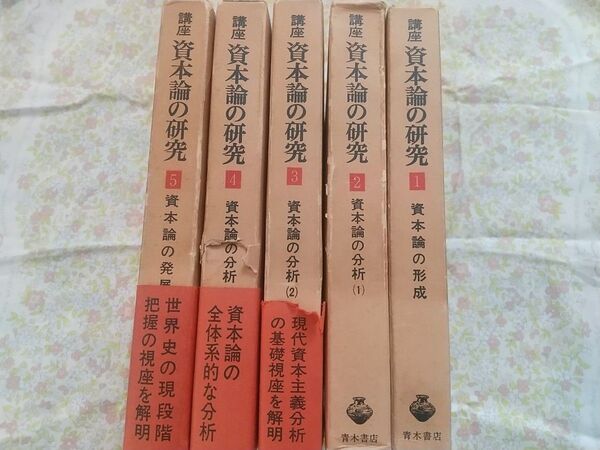 講座
資本論の研究
1
資本論の形成
青木書店
講座
資本論の研究
2
資本論の分析
(1)
青木書店
講座
資本論の研究
3
資本論の分析
(2)
現代資本主義分析
の基礎視座を解明
講座
資本論の研究
4
資本論の分析
資本論の
全体系的な分析
講座
資本論の研究
5
資本論の発展
世界史の現段階
把握の視座を解明